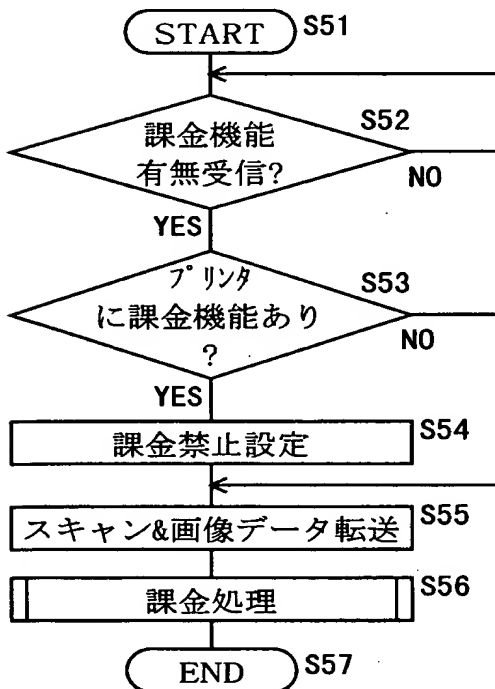 START S51
課金機能 S52
有無受信?
NO
YES
プリンタ S53
に課金機能あり
?
NO
YES
課金禁止設定 S54
スキャン&画像データ転送 S55
課金処理 S56
END S57